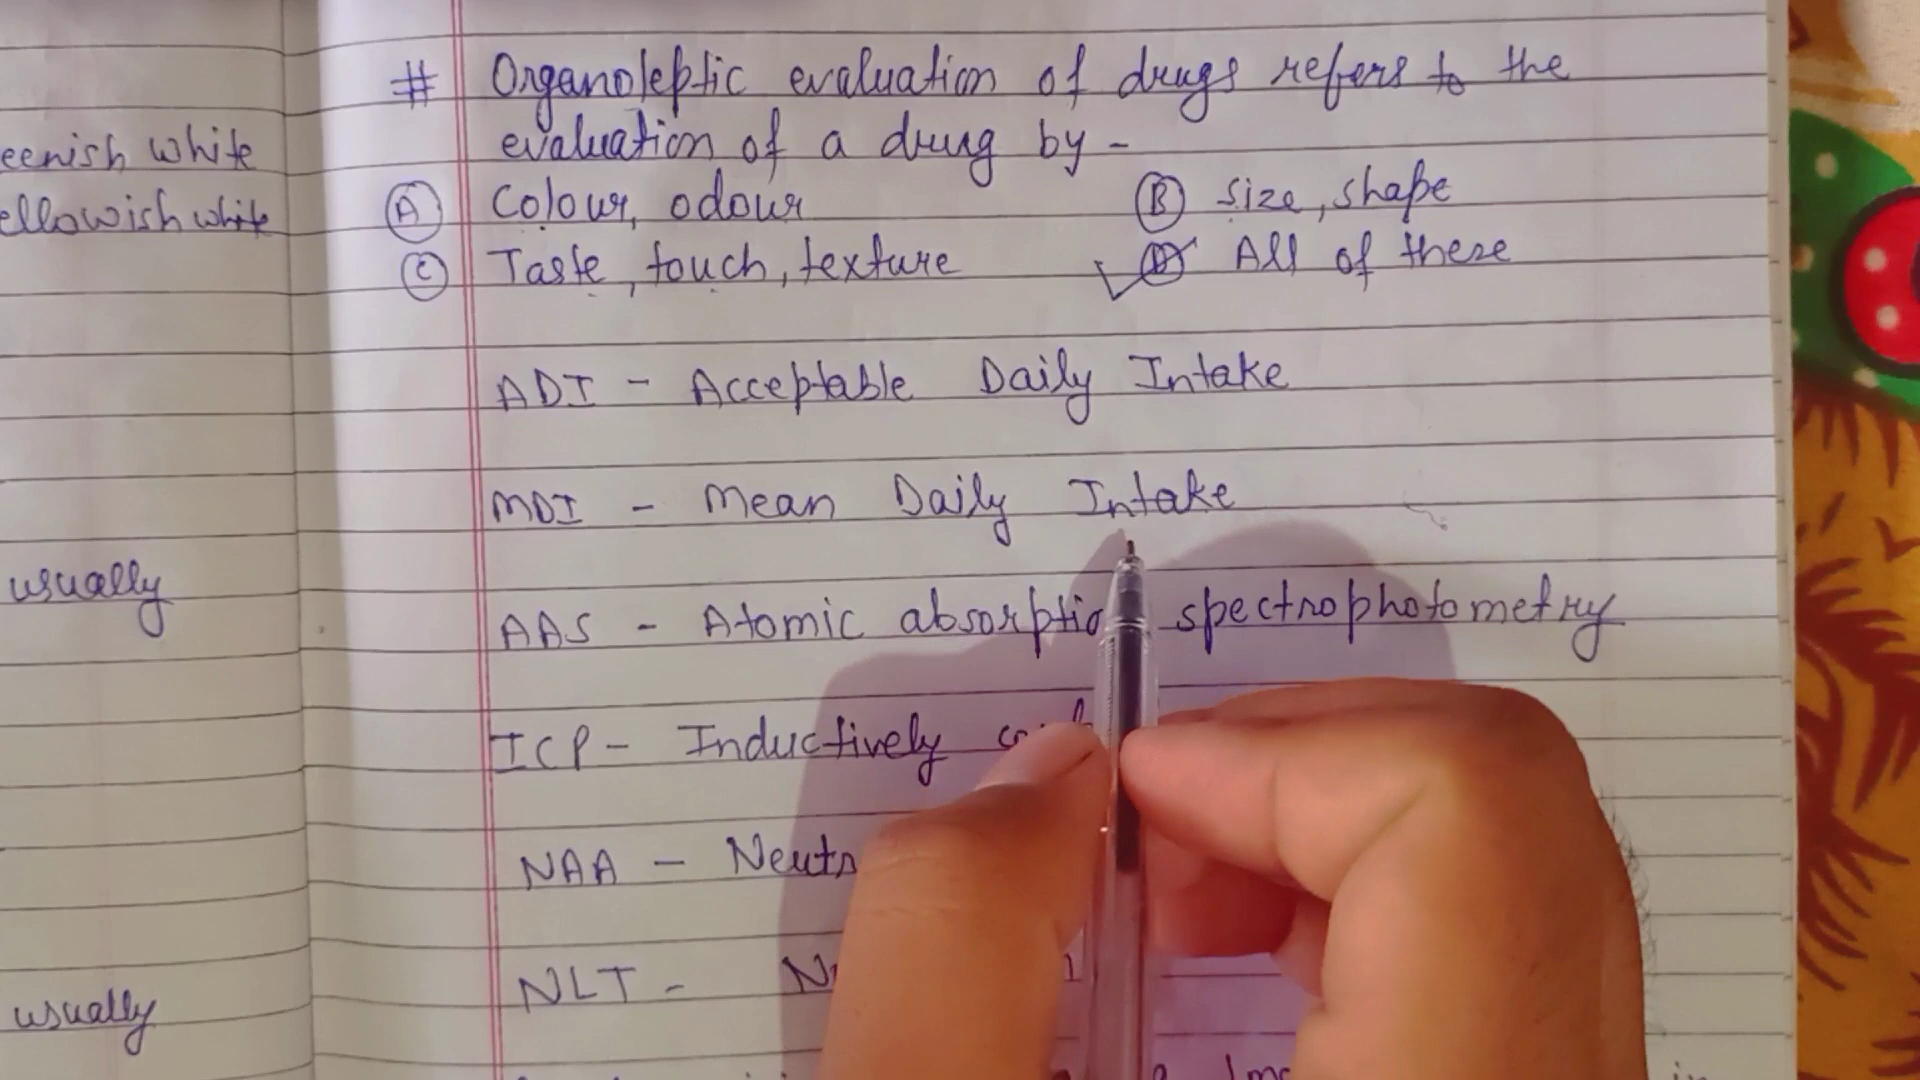 eenish white
ellowish white
usually
usually
# Organoleptic evaluation of drugs refers to the
evaluation of a drug by -
(A) Colour, odour (B) size, shape
(C) Taste, touch, texture (D) All of these
ADI - Acceptable Daily Intake
MDI - Mean Daily Intake
AAS - Atomic absorptio spectrophotometry
ICP - Inductively
NAA - Neutr
NLT -